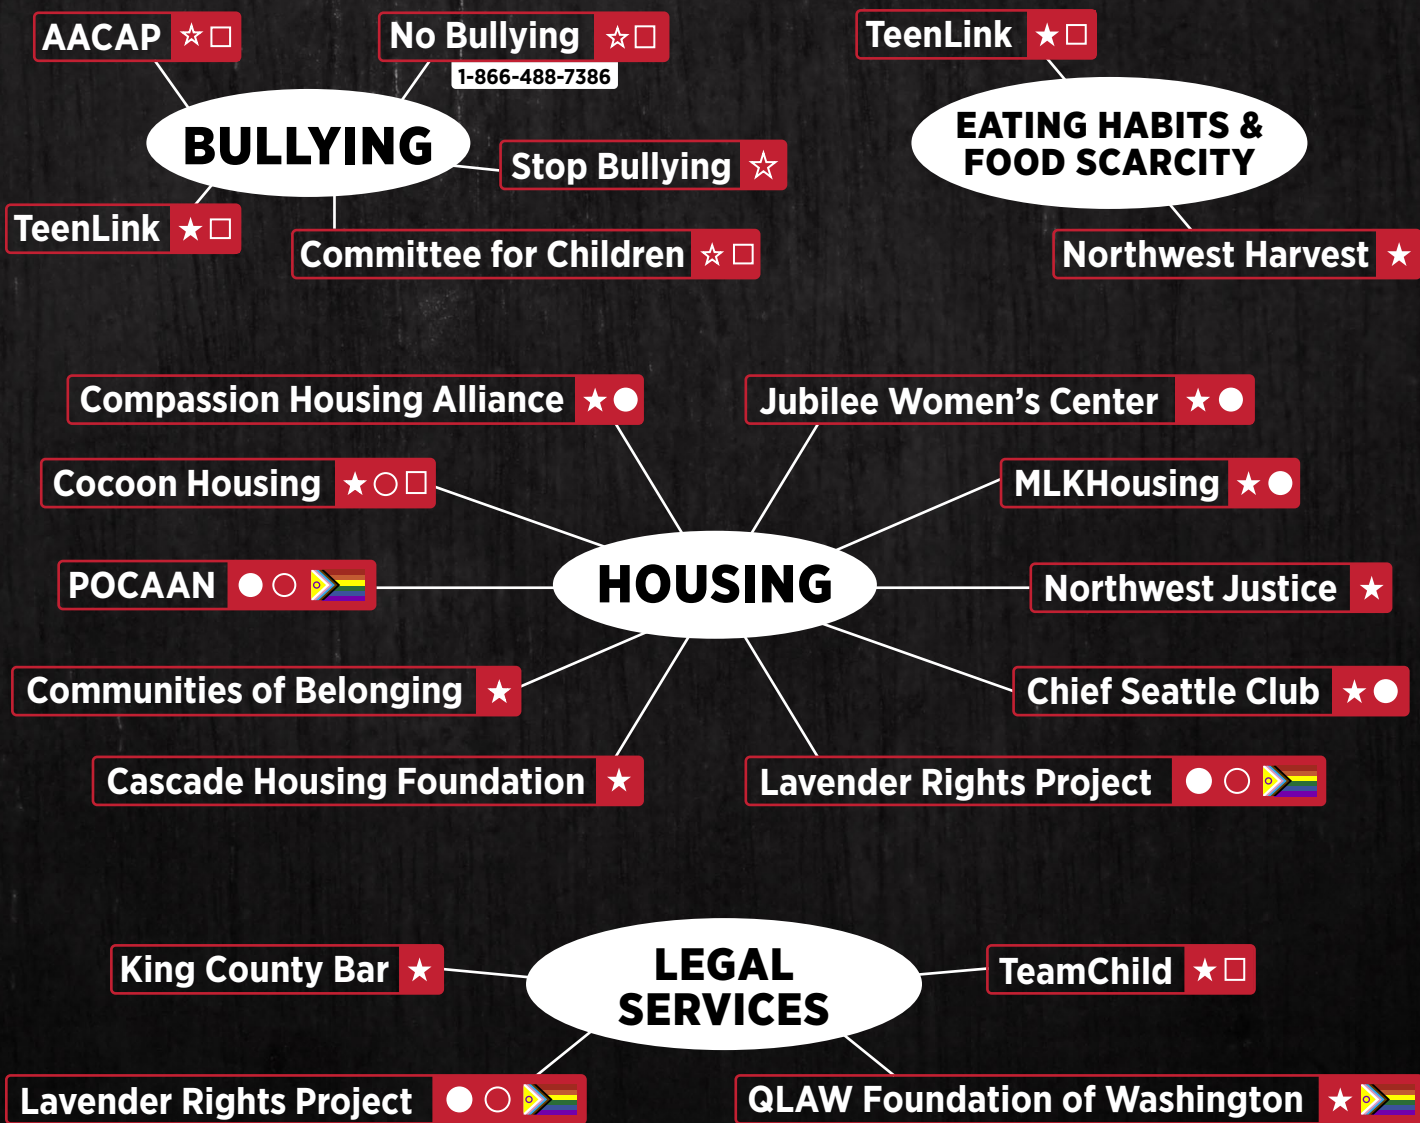 AACAP
No Bullying
1-866-488-7386
BULLYING
Stop Bullying
TeenLink
Committee for Children
TeenLink
EATING HABITS &
FOOD SCARCITY
Northwest Harvest
Compassion Housing Alliance
Jubilee Women’s Center
Cocoon Housing
MLKHousing
POCAAN
HOUSING
Northwest Justice
Communities of Belonging
Chief Seattle Club
Cascade Housing Foundation
Lavender Rights Project
King County Bar
LEGAL
SERVICES
TeamChild
Lavender Rights Project
QLAW Foundation of Washington